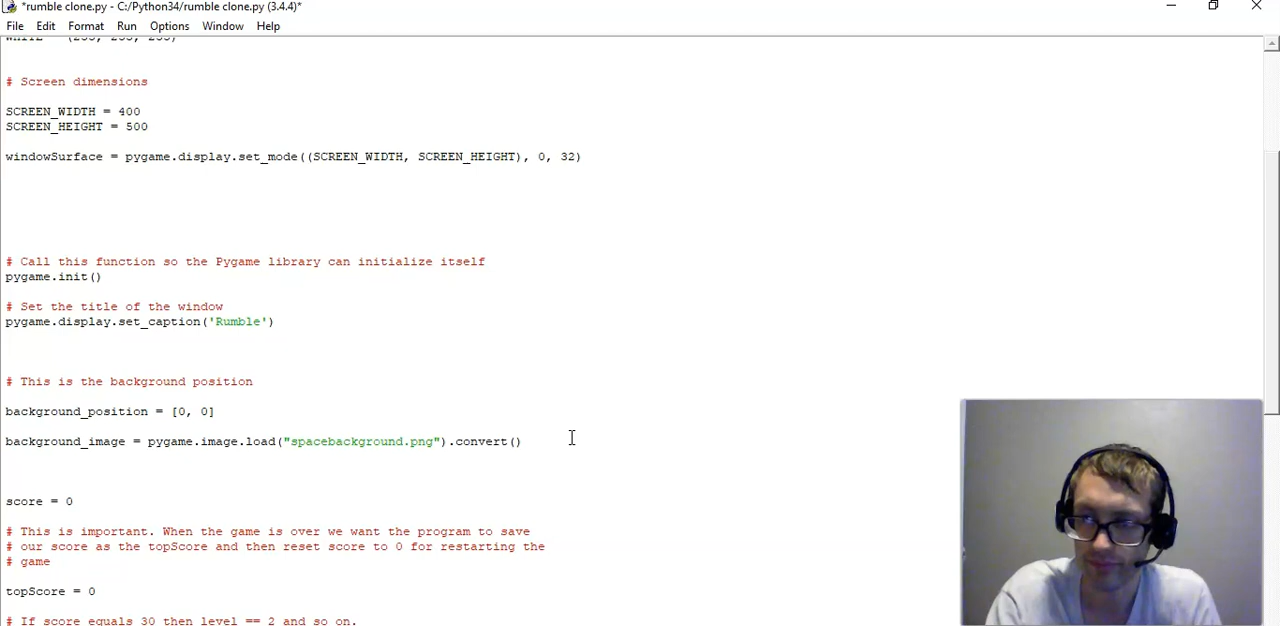 *rumble clone.py - C:/Python34/rumble clone.py (3.4.4)*
File Edit Format Run Options Window Help
WHITE = (255, 255, 255)
# Screen dimensions
SCREEN_WIDTH = 400
SCREEN_HEIGHT = 500
windowSurface = pygame.display.set_mode((SCREEN_WIDTH, SCREEN_HEIGHT), 0, 32)
# Call this function so the Pygame library can initialize itself
pygame.init()
# Set the title of the window
pygame.display.set_caption('Rumble')
# This is the background position
background_position = [0, 0]
background_image = pygame.image.load("spacebackground.png").convert()
score = 0
# This is important. When the game is over we want the program to save
# our score as the topScore and then reset score to 0 for restarting the
# game
topScore = 0
# If score equals 30 then level == 2 and so on.